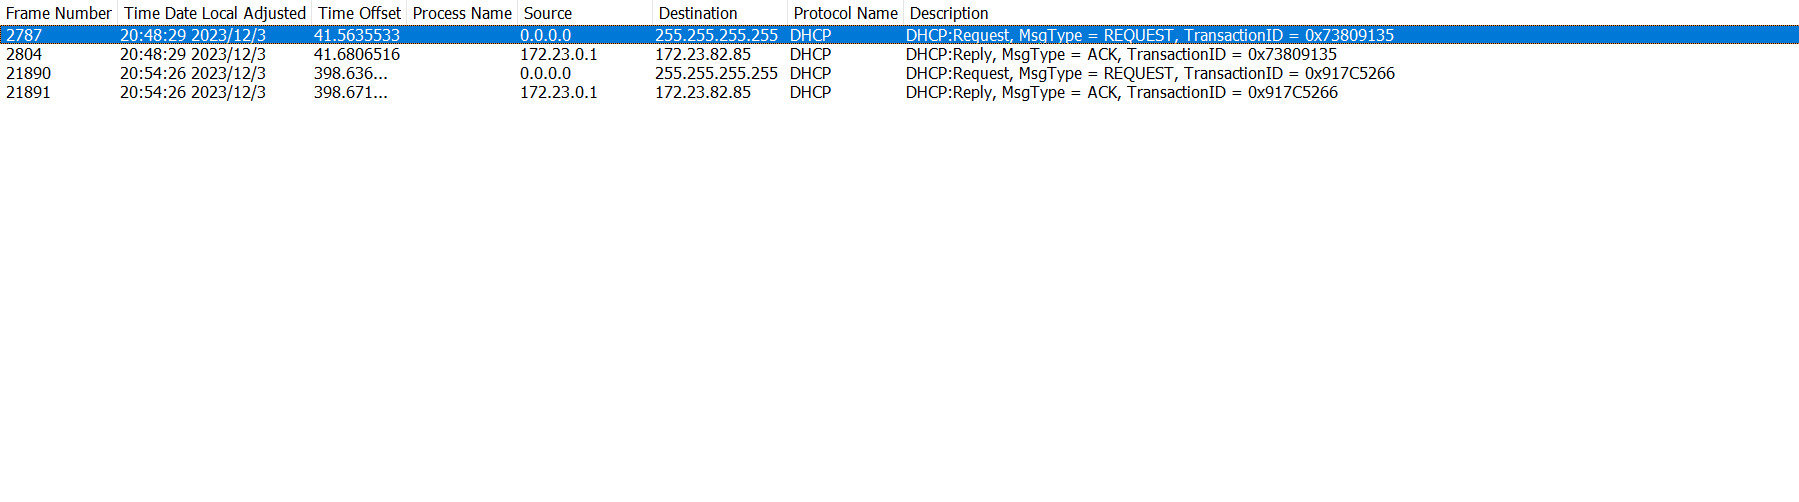 Frame Number Time Date Local Adjusted Time Offset Process Name Source Destination Protocol Name Description
2787 20:48:29 2023/12/3 41.5635533 0.0.0.0 255.255.255.255 DHCP DHCP:Request, MsgType = REQUEST, TransactionID = 0x73809135
2804 20:48:29 2023/12/3 41.6806516 172.23.0.1 172.23.82.85 DHCP DHCP:Reply, MsgType = ACK, TransactionID = 0x73809135
21890 20:54:26 2023/12/3 398.636... 0.0.0.0 255.255.255.255 DHCP DHCP:Request, MsgType = REQUEST, TransactionID = 0x917C5266
21891 20:54:26 2023/12/3 398.671... 172.23.0.1 172.23.82.85 DHCP DHCP:Reply, MsgType = ACK, TransactionID = 0x917C5266